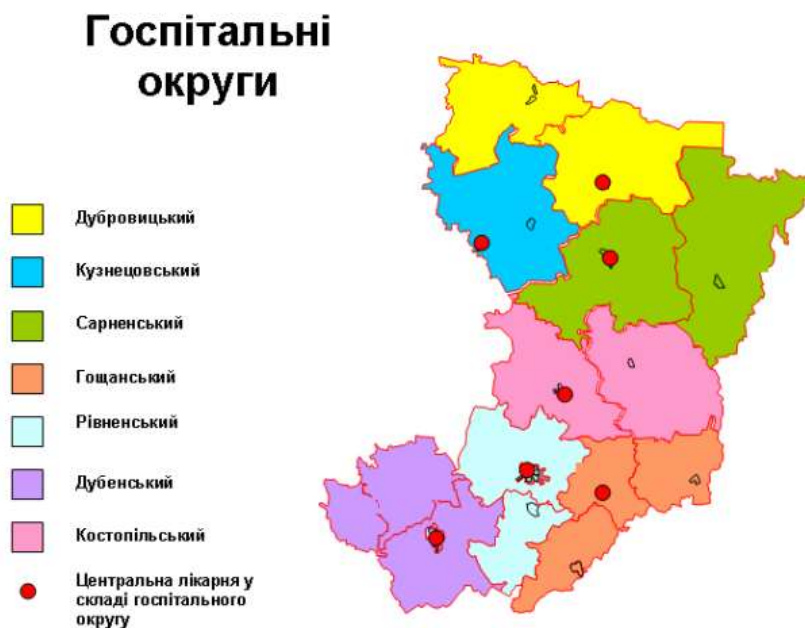 Госпітальні
округи
Дубровицький
Кузнецовський
Сарненський
Гощанський
Рівненський
Дубенський
Костопільський
Центральна лікарня у
складі госпітального
округу